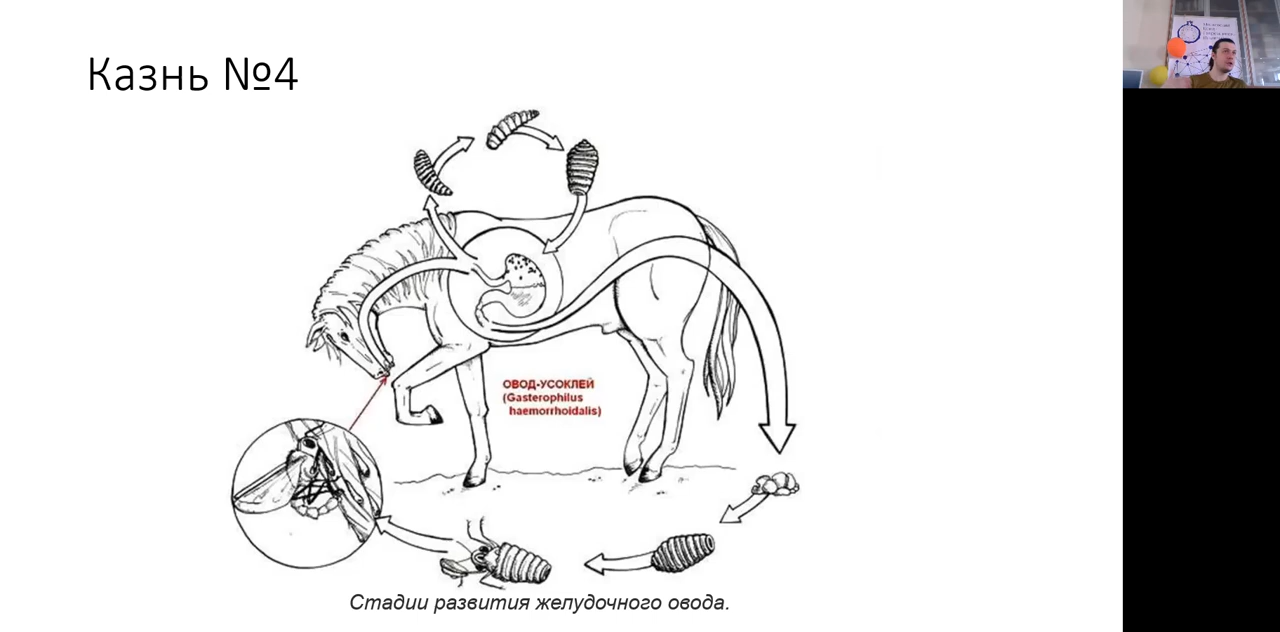 Казнь №4
ОВОД-УСОКЛЕЙ
(Gasterophilus
haemorrhoidalis)
Стадии развития желудочного овода.